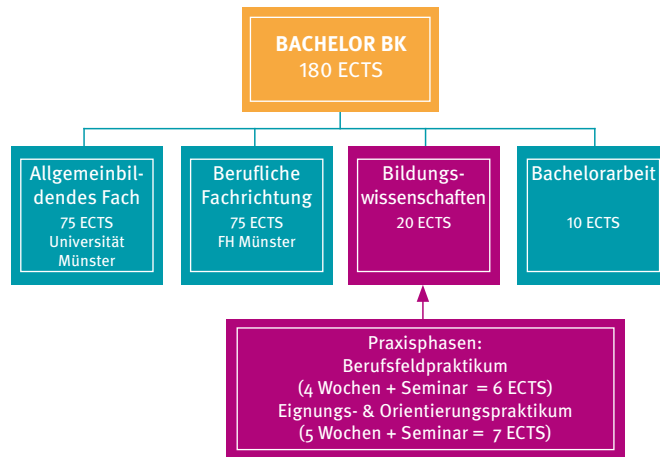 BACHELOR BK
180 ECTS
Allgemeinbil-
dendes Fach
75 ECTS
Universität
Münster
Berufliche
Fachrichtung
75 ECTS
FH Münster
Bildungs-
wissenschaften
20 ECTS
Bachelorarbeit
10 ECTS
Praxisphasen:
Berufsfeldpraktikum
(4 Wochen + Seminar = 6 ECTS)
Eignungs- & Orientierungspraktikum
(5 Wochen + Seminar = 7 ECTS)